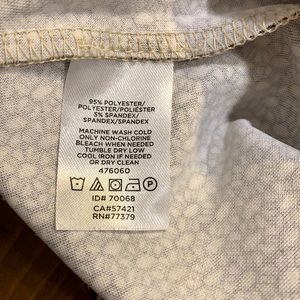 95% POLYESTER/
POLYESTER/POLIÉSTER
5% SPANDEX/
SPANDEX/SPANDEX
MACHINE WASH COLD
ONLY NON-CHLORINE
BLEACH WHEN NEEDED
TUMBLE DRY LOW
COOL IRON IF NEEDED
OR DRY CLEAN
476060
P
ID# 70068
CA#57421
RN#77379